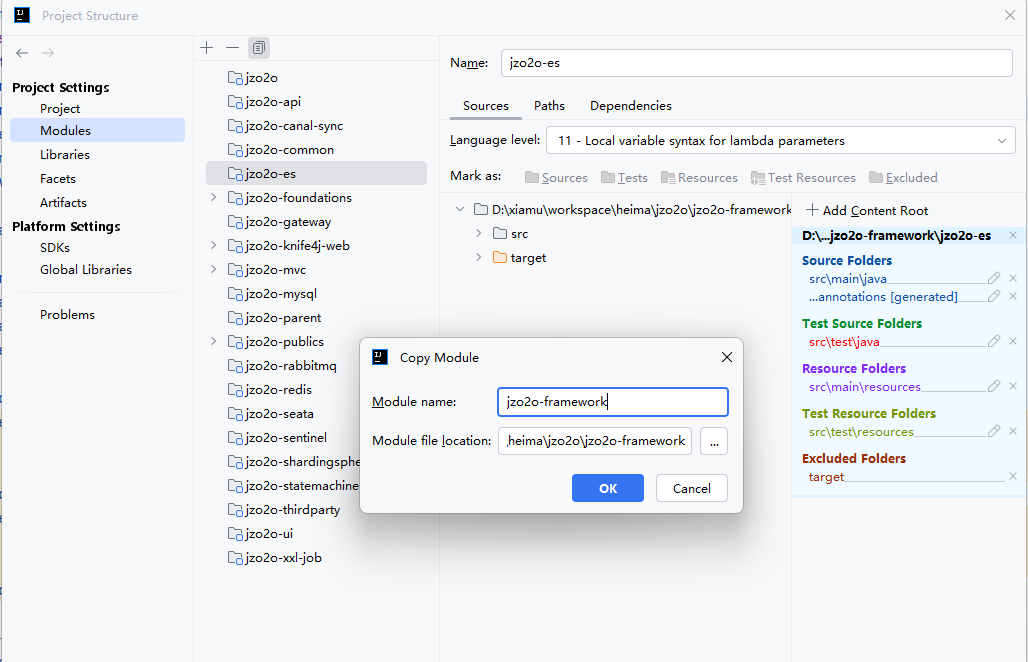 Project Structure
Project Settings
Project
Modules
Libraries
Facets
Artifacts
Platform Settings
SDKs
Global Libraries
Problems
jzo2o
jzo2o-api
jzo2o-canal-sync
jzo2o-common
jzo2o-es
jzo2o-foundations
jzo2o-gateway
jzo2o-knife4j-web
jzo2o-mvc
jzo2o-mysql
jzo2o-parent
jzo2o-publics
jzo2o-rabbitmq
jzo2o-redis
jzo2o-seata
jzo2o-sentinel
jzo2o-shardingsphe
jzo2o-statemachine
jzo2o-thirdparty
jzo2o-ui
jzo2o-xxl-job
Name: jzo2o-es
Sources Paths Dependencies
Language level: 11 - Local variable syntax for lambda parameters
Mark as: Sources Tests Resources Test Resources Excluded
D:\xiamu\workspace\heima\jzo2o\jzo2o-framework
src
target
+ Add Content Root
D:\...jzo2o-framework\jzo2o-es
Source Folders
src\main\java
...annotations [generated]
Test Source Folders
src\test\java
Resource Folders
src\main\resources
Test Resource Folders
src\test\resources
Excluded Folders
target
Copy Module
Module name: jzo2o-framework
Module file location: heima\jzo2o\jzo2o-framework ...
OK Cancel